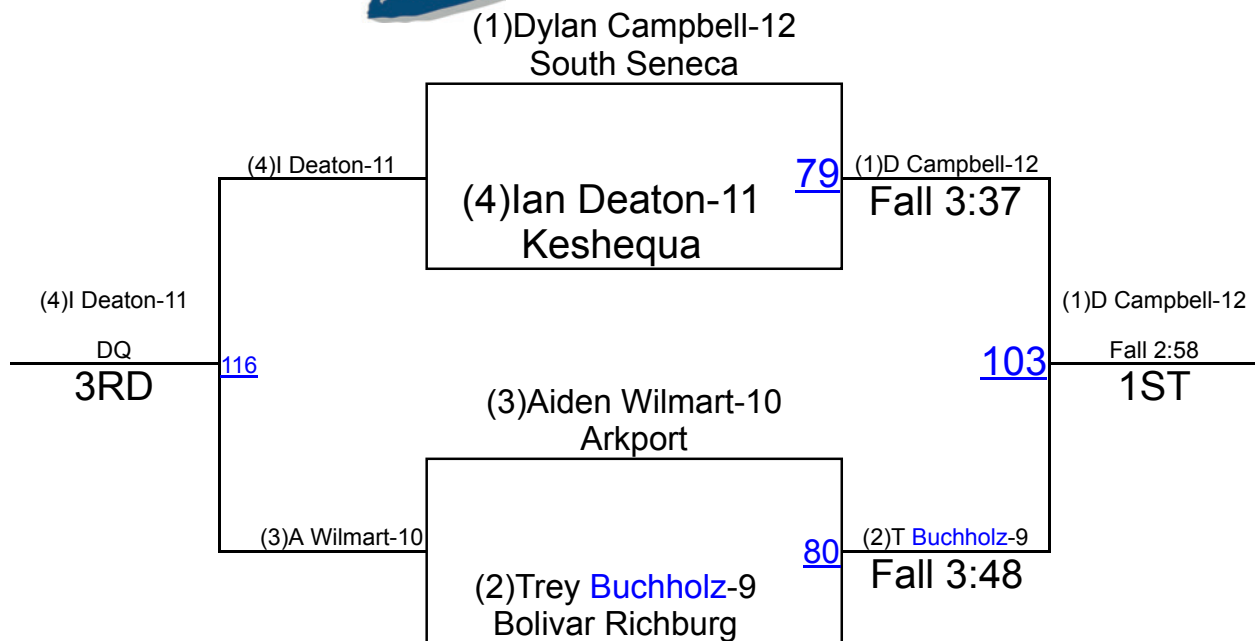 (1)Dylan Campbell-12
South Seneca
(4)I Deaton-11
79
(1)D Campbell-12
(4)Ian Deaton-11
Keshequa
Fall 3:37
(4)I Deaton-11
(1)D Campbell-12
DQ
116
3RD
103
Fall 2:58
1ST
(3)Aiden Wilmart-10
Arkport
(3)A Wilmart-10
80
(2)T Buchholz-9
Fall 3:48
(2)Trey Buchholz-9
Bolivar Richburg